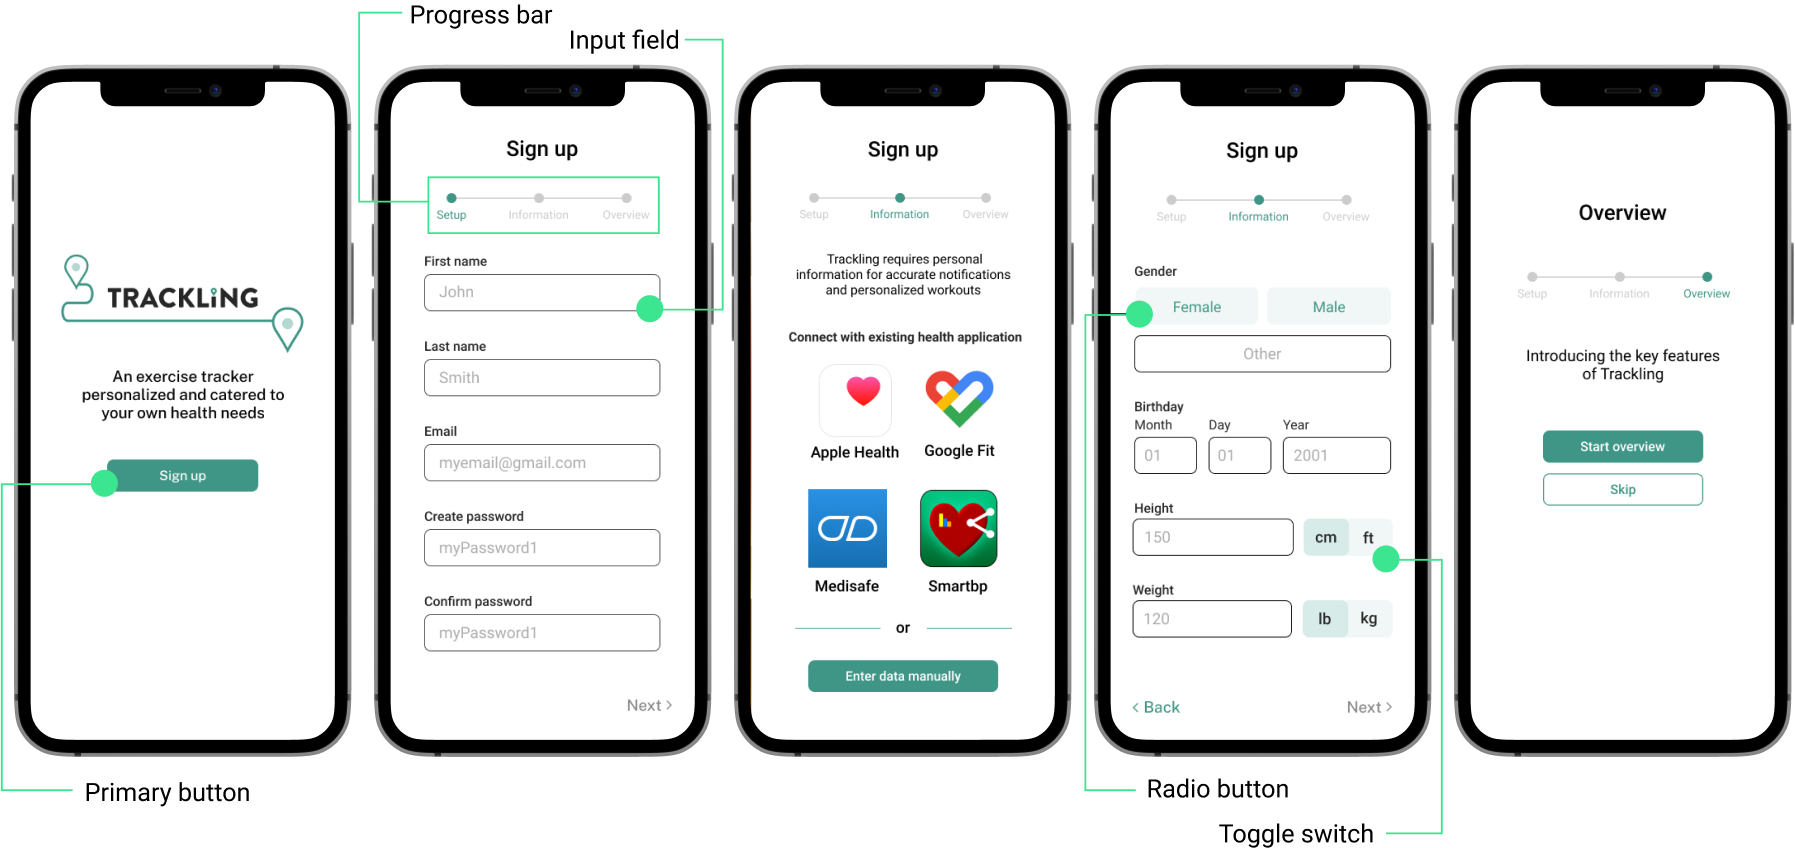 Progress bar
Input field
TRACKLiNG
An exercise tracker
personalized and catered to
your own health needs
Sign up
Primary button
Sign up
Setup
Information
Overview
First name
John
Last name
Smith
Email
myemail@gmail.com
Create password
myPassword1
Confirm password
myPassword1
Next >
Sign up
Setup
Information
Overview
Trackling requires personal
information for accurate notifications
and personalized workouts
Connect with existing health application
Apple Health
Google Fit
Medisafe
Smartbp
or
Enter data manually
Sign up
Setup
Information
Overview
Gender
Female
Male
Other
Birthday
Month
Day
Year
01
01
2001
Height
150
cm
ft
Weight
120
lb
kg
< Back
Next >
Radio button
Toggle switch
Overview
Setup
Information
Overview
Introducing the key features
of Trackling
Start overview
Skip